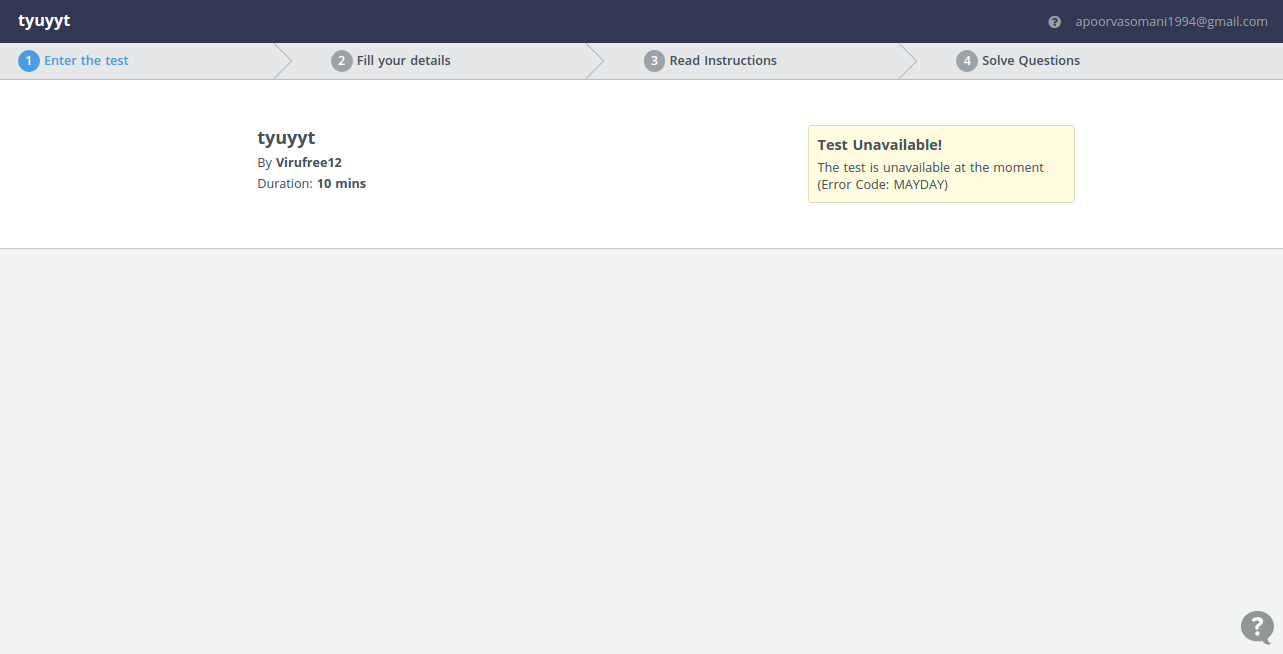 tyuyyt
? apoorvasomani1994@gmail.com
1 Enter the test
2 Fill your details
3 Read Instructions
4 Solve Questions
tyuyyt
By Virufree12
Duration: 10 mins
Test Unavailable!
The test is unavailable at the moment
(Error Code: MAYDAY)
?